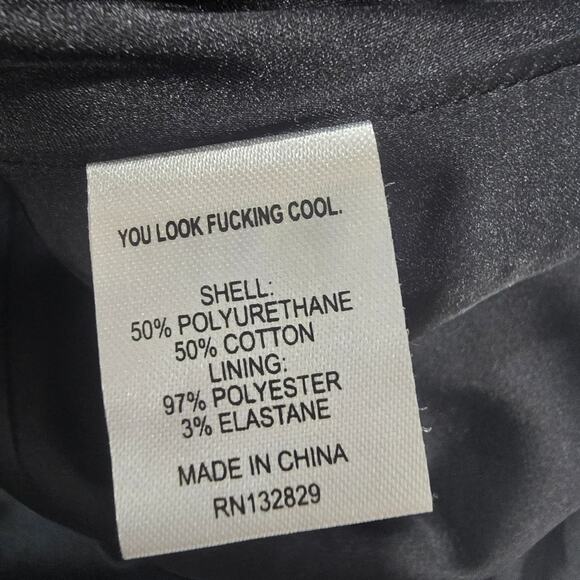 YOU LOOK FUCKING COOL.
SHELL:
50% POLYURETHANE
50% COTTON
LINING:
97% POLYESTER
3% ELASTANE
MADE IN CHINA
RN132829